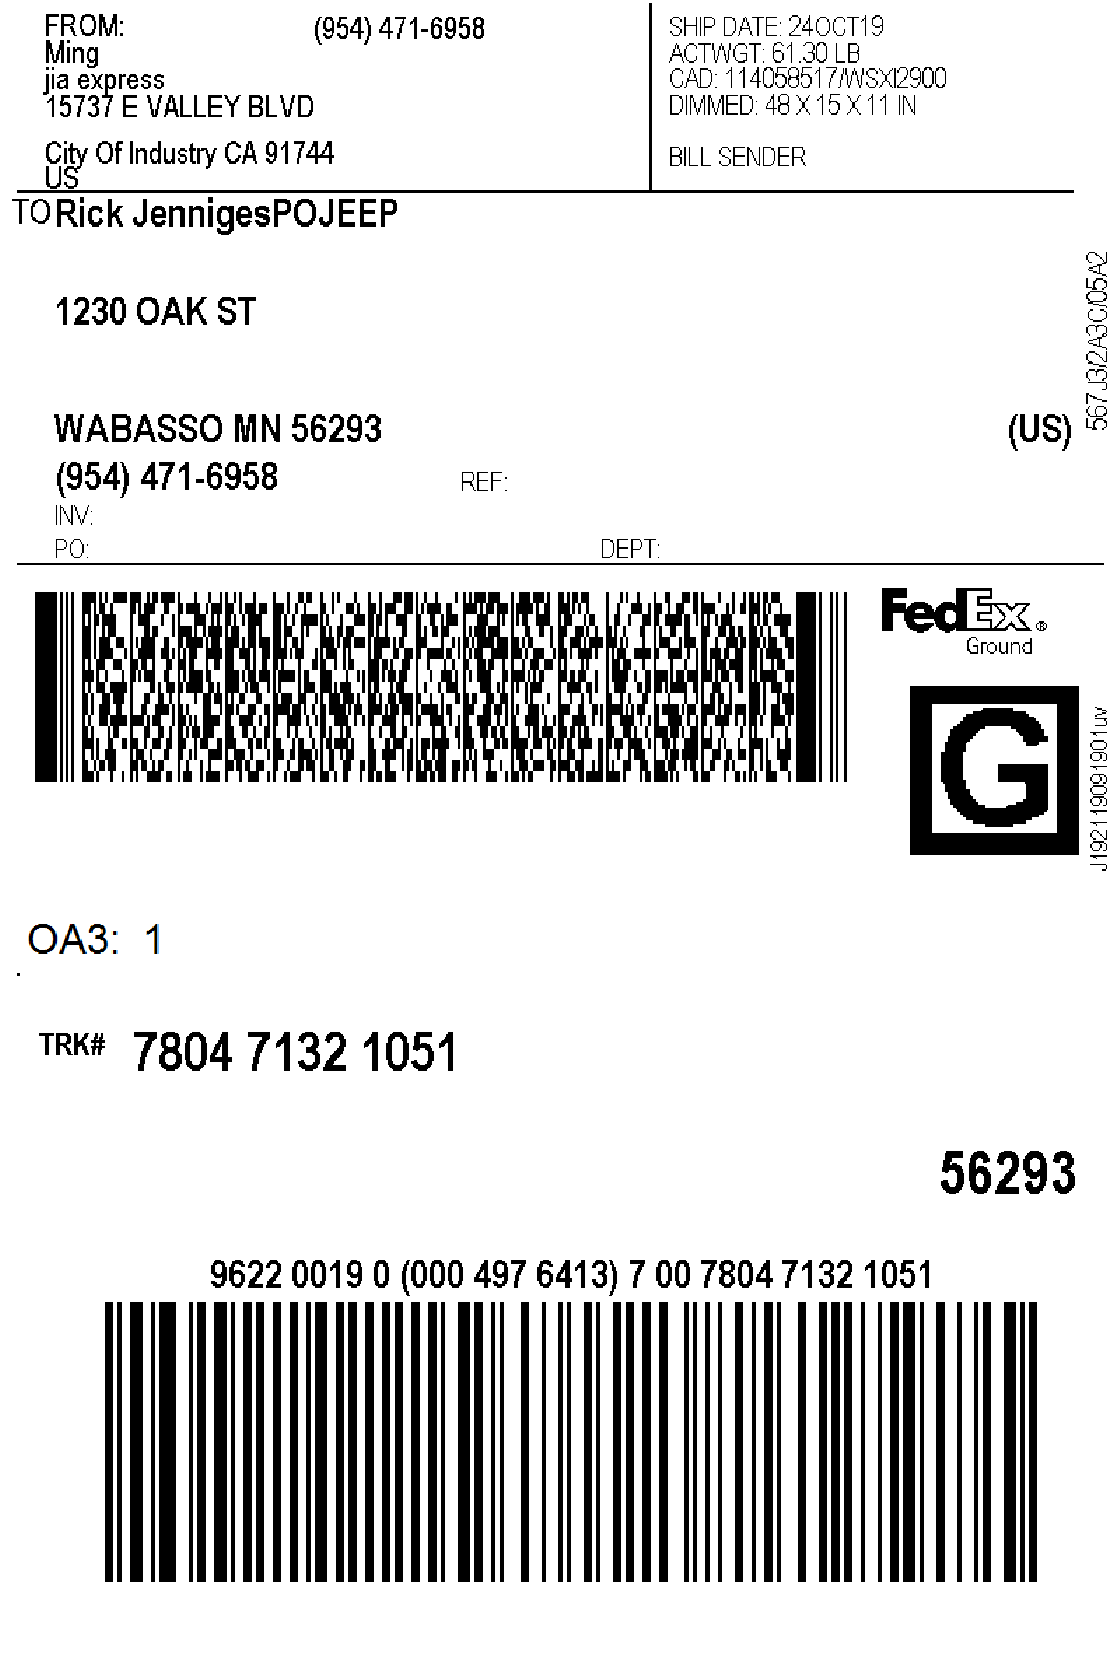 FROM: (954) 471-6958
Ming
jia express
15737 E VALLEY BLVD
City Of Industry CA 91744
US
SHIP DATE: 24OCT19
ACTWGT: 61.30 LB
CAD: 114058517/WSXI2900
DIMMED: 48 X 15 X 11 IN
BILL SENDER
TO Rick JennigesPOJEEP
1230 OAK ST
WABASSO MN 56293 (US)
(954) 471-6958 REF:
INV:
PO: DEPT:
567J3/2A3C/05A2
FedEx®
Ground
G
J192119091901uv
OA3: 1
.
TRK# 7804 7132 1051
56293
9622 0019 0 (000 497 6413) 7 00 7804 7132 1051